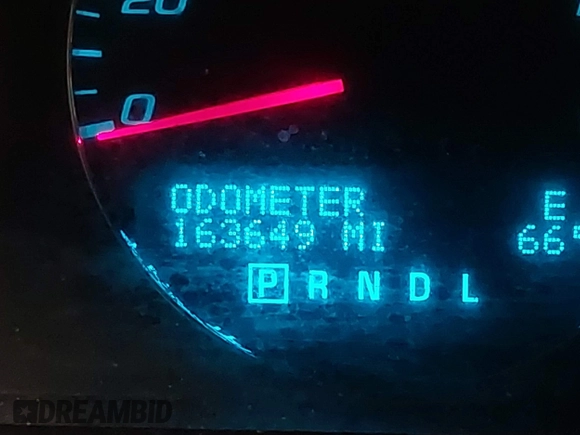 20
0
ODOMETER
163649 MI
E
66°
P R N D L
DREAMBID